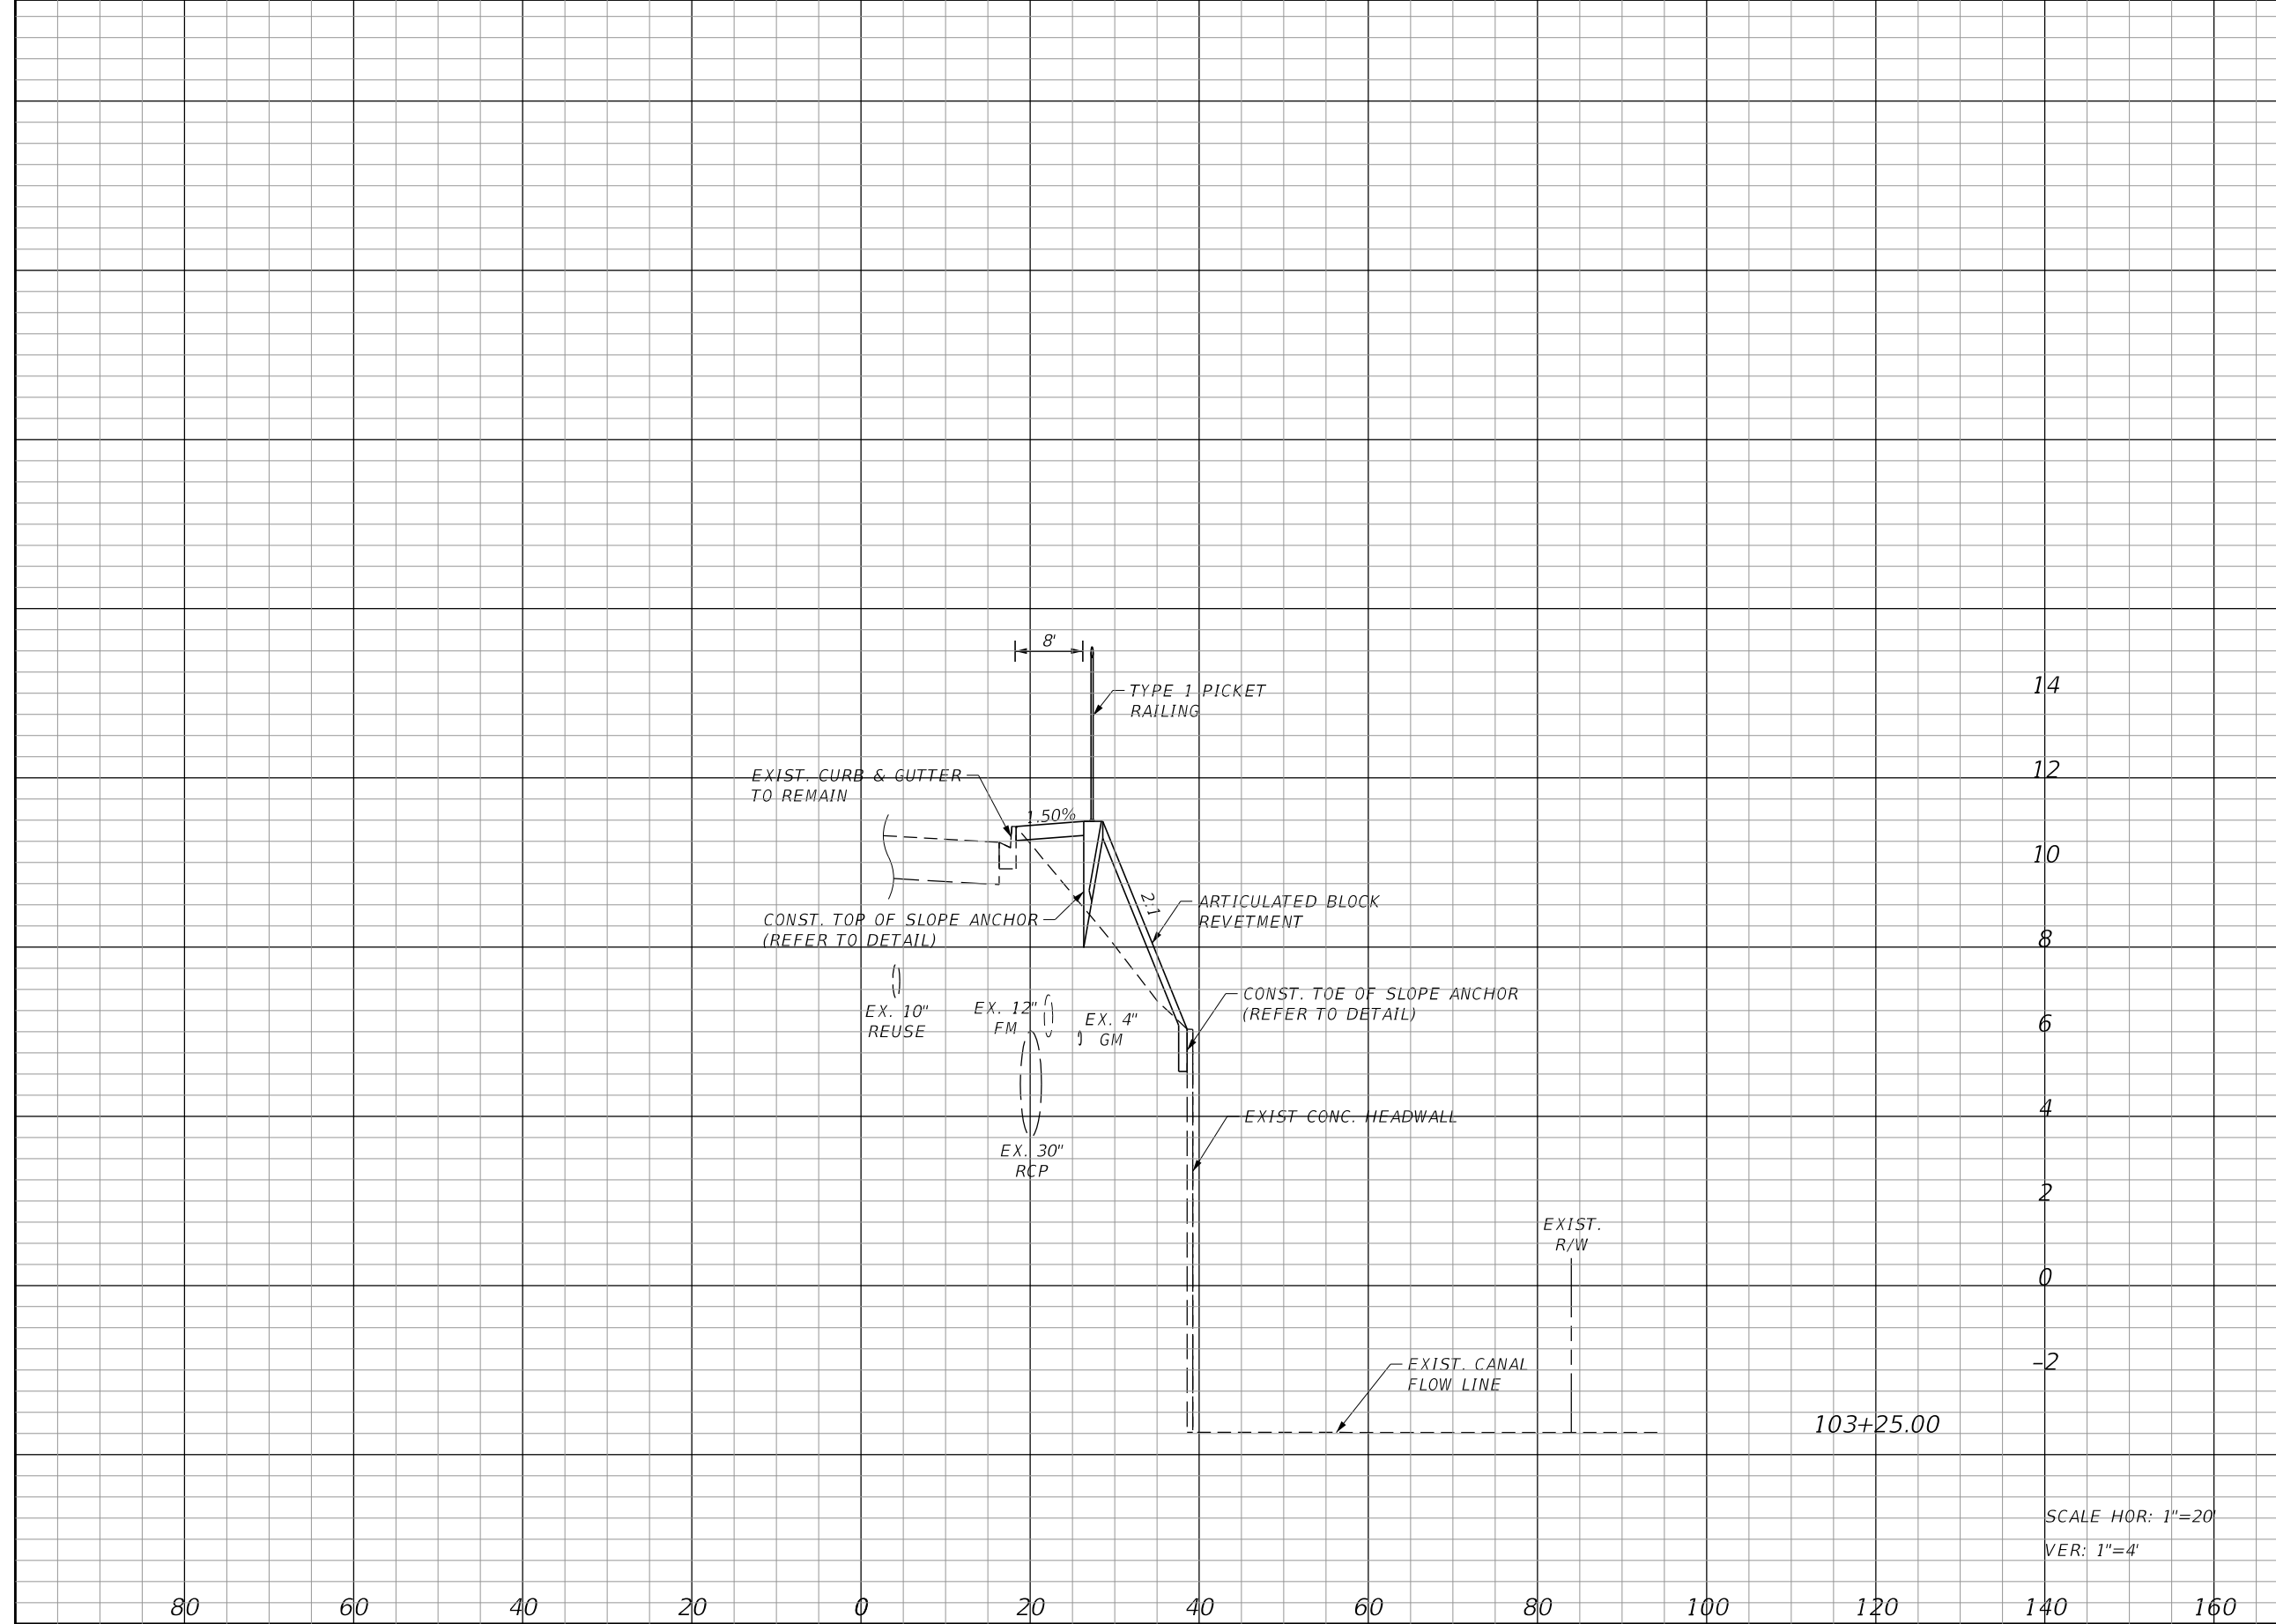 8'
TYPE 1 PICKET
RAILING
14
EXIST. CURB & GUTTER
TO REMAIN
12
1.50%
10
2:1
ARTICULATED BLOCK
REVETMENT
CONST. TOP OF SLOPE ANCHOR
(REFER TO DETAIL)
8
CONST. TOE OF SLOPE ANCHOR
(REFER TO DETAIL)
EX. 10"
REUSE
EX. 12"
FM
EX. 4"
GM
6
EXIST CONC. HEADWALL
4
EX. 30"
RCP
2
EXIST.
R/W
0
EXIST. CANAL
FLOW LINE
-2
103+25.00
SCALE HOR: 1"=20'
VER: 1"=4'
80 60 40 20 0 20 40 60 80 100 120 140 160